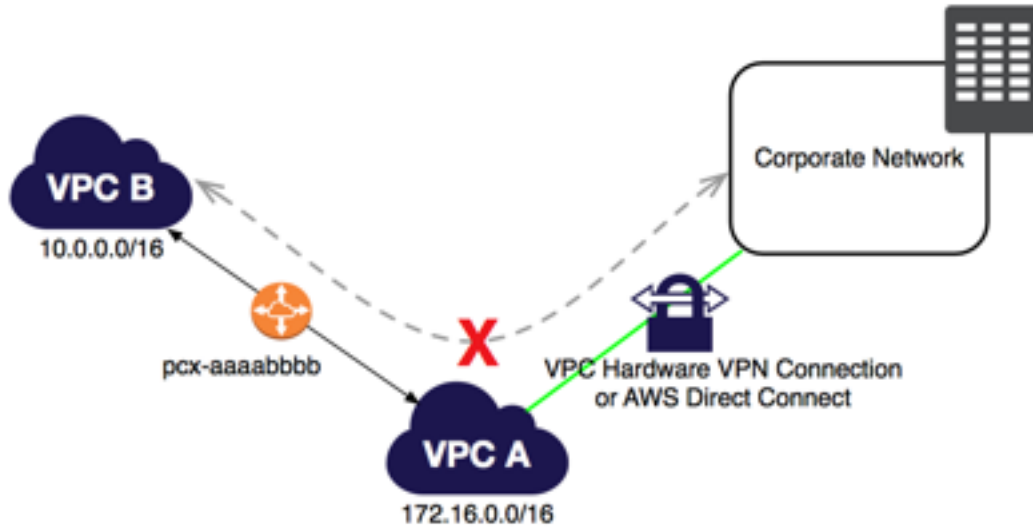 Corporate Network
VPC B
10.0.0.0/16
pcx-aaaabbbb
X
VPC Hardware VPN Connection
or AWS Direct Connect
VPC A
172.16.0.0/16